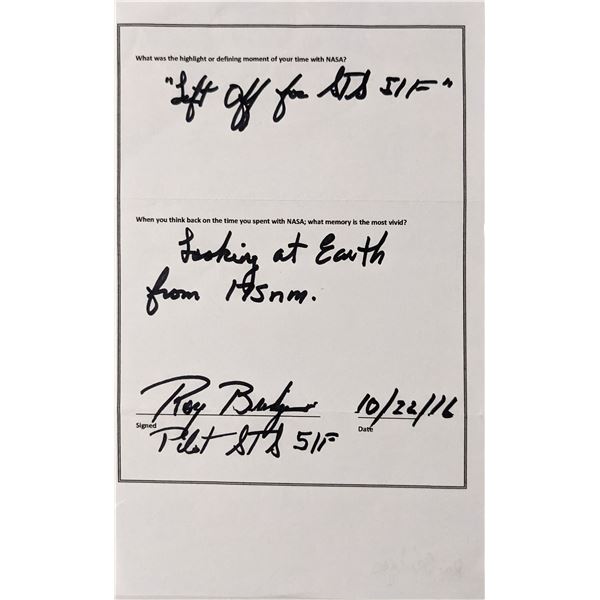 What was the highlight or defining moment of your time with NASA?
"Lift Off for STS 51F"
When you think back on the time you spent with NASA; what memory is the most vivid?
Looking at Earth
from 175nm.
Roy Bridges 10/22/16
Signed Date
Pilot STS 51F